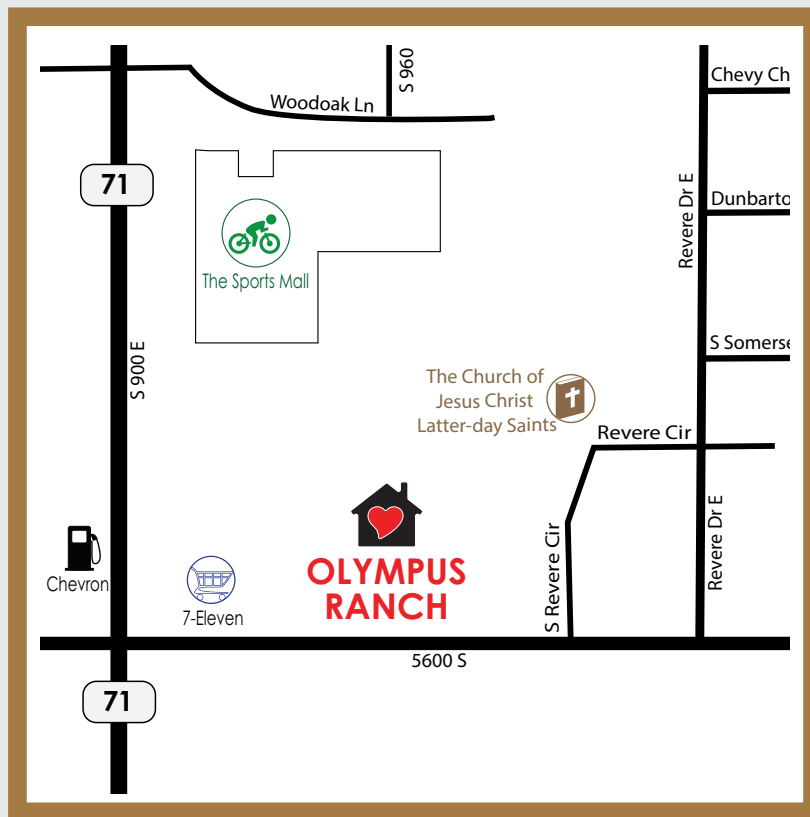 S 960
Chevy Ch
Woodoak Ln
71
Dunbarto
Revere Dr E
The Sports Mall
S Somerse
S 900 E
The Church of
Jesus Christ
Latter-day Saints
Revere Cir
OLYMPUS
RANCH
Chevron
7-Eleven
S Revere Cir
Revere Dr E
5600 S
71